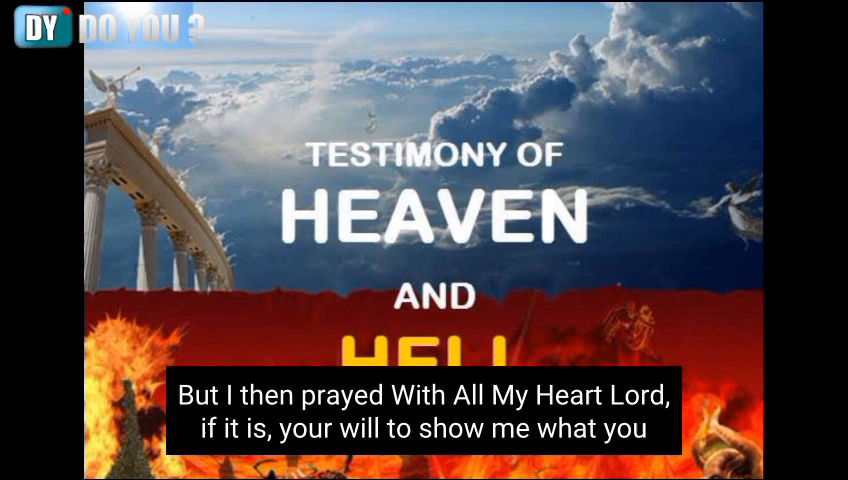 DY DO YOU ?
TESTIMONY OF
HEAVEN
AND
HELL
But I then prayed With All My Heart Lord,
if it is, your will to show me what you